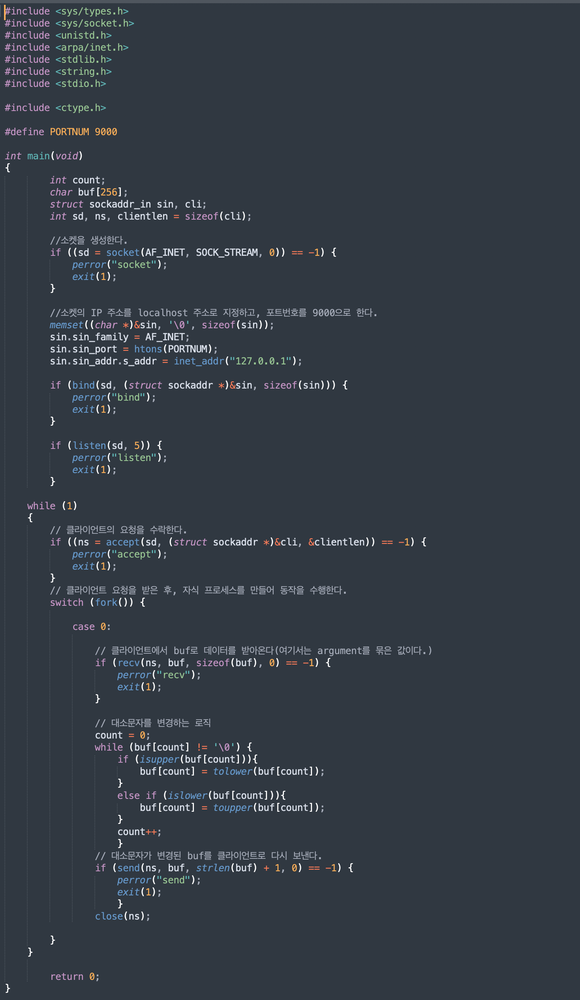 #include <sys/types.h>
#include <sys/socket.h>
#include <unistd.h>
#include <arpa/inet.h>
#include <stdlib.h>
#include <string.h>
#include <stdio.h>
#include <ctype.h>
#define PORTNUM 9000
int main(void)
{
int count;
char buf[256];
struct sockaddr_in sin, cli;
int sd, ns, clientlen = sizeof(cli);
//소켓을 생성한다.
if ((sd = socket(AF_INET, SOCK_STREAM, 0)) == -1) {
perror("socket");
exit(1);
}
//소켓의 IP 주소를 localhost 주소로 지정하고, 포트번호를 9000으로 한다.
memset((char *)&sin, '\0', sizeof(sin));
sin.sin_family = AF_INET;
sin.sin_port = htons(PORTNUM);
sin.sin_addr.s_addr = inet_addr("127.0.0.1");
if (bind(sd, (struct sockaddr *)&sin, sizeof(sin))) {
perror("bind");
exit(1);
}
if (listen(sd, 5)) {
perror("listen");
exit(1);
}
while (1)
{
// 클라이언트의 요청을 수락한다.
if ((ns = accept(sd, (struct sockaddr *)&cli, &clientlen)) == -1) {
perror("accept");
exit(1);
}
// 클라이언트 요청을 받은 후, 자식 프로세스를 만들어 동작을 수행한다.
switch (fork()) {
case 0:
// 클라이언트에서 buf로 데이터를 받아온다(여기서는 argument를 묶은 값이다.)
if (recv(ns, buf, sizeof(buf), 0) == -1) {
perror("recv");
exit(1);
}
// 대소문자를 변경하는 로직
count = 0;
while (buf[count] != '\0') {
if (isupper(buf[count])){
buf[count] = tolower(buf[count]);
}
else if (islower(buf[count])){
buf[count] = toupper(buf[count]);
}
count++;
}
// 대소문자가 변경된 buf를 클라이언트로 다시 보낸다.
if (send(ns, buf, strlen(buf) + 1, 0) == -1) {
perror("send");
exit(1);
}
close(ns);
}
}
return 0;
}